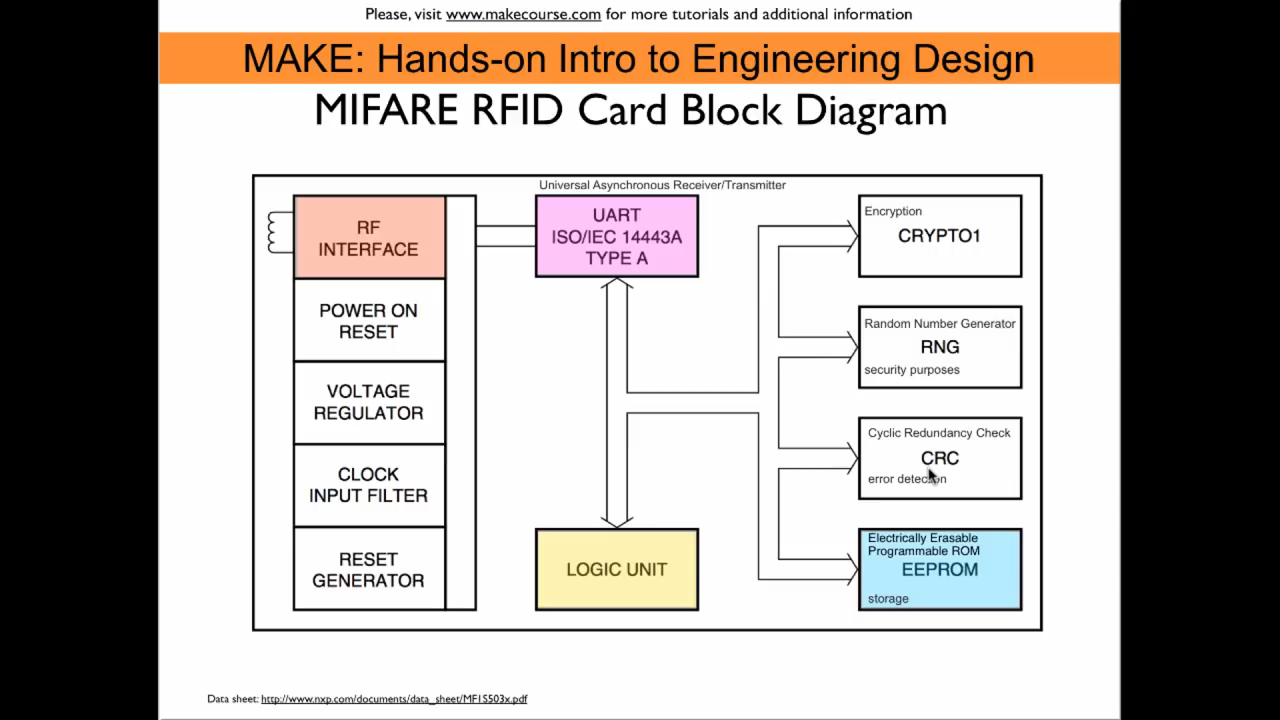 Please, visit www.makecourse.com for more tutorials and additional information
MAKE: Hands-on Intro to Engineering Design
MIFARE RFID Card Block Diagram
Universal Asynchronous Receiver/Transmitter
RF
INTERFACE
POWER ON
RESET
VOLTAGE
REGULATOR
CLOCK
INPUT FILTER
RESET
GENERATOR
UART
ISO/IEC 14443A
TYPE A
LOGIC UNIT
Encryption
CRYPTO1
Random Number Generator
RNG
security purposes
Cyclic Redundancy Check
CRC
error detection
Electrically Erasable
Programmable ROM
EEPROM
storage
Data sheet: http://www.nxp.com/documents/data_sheet/MF1S503x.pdf